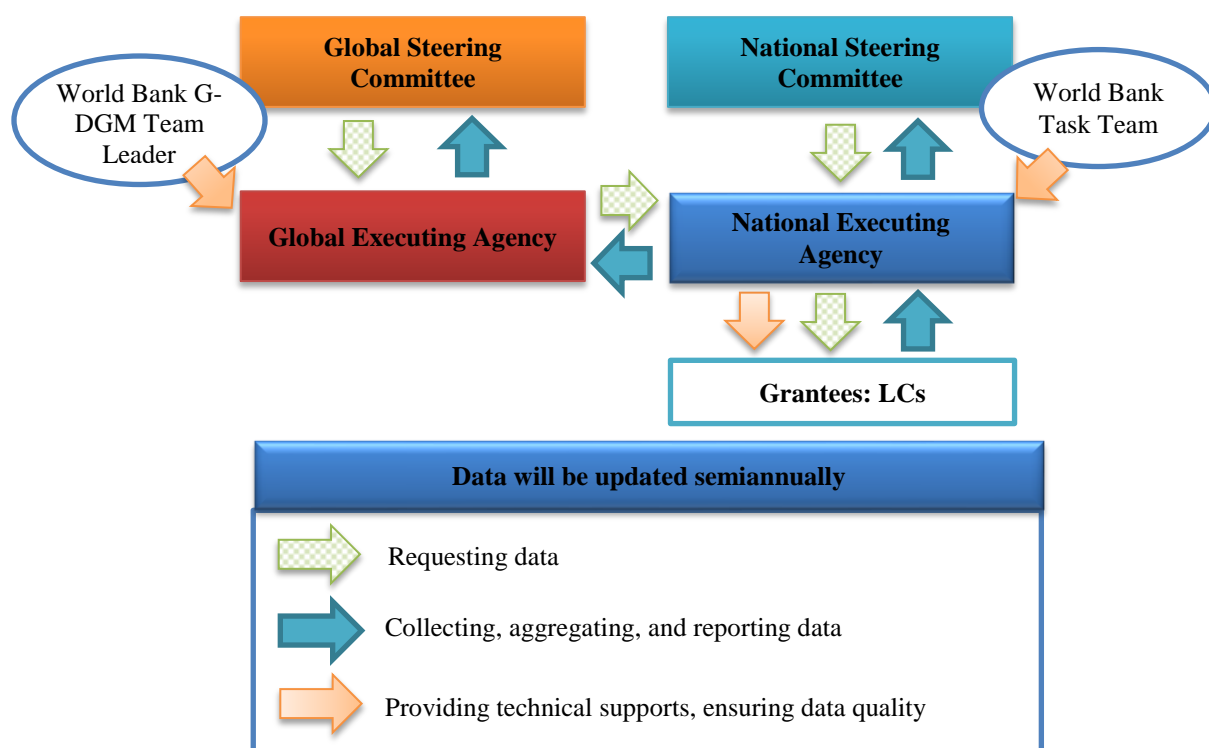 Global Steering
Committee
National Steering
Committee
World Bank G-
DGM Team
Leader
World Bank
Task Team
Global Executing Agency
National Executing
Agency
Grantees: LCs
Data will be updated semiannually
Requesting data
Collecting, aggregating, and reporting data
Providing technical supports, ensuring data quality